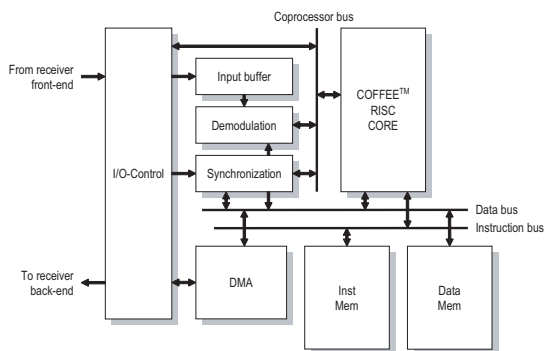 Coprocessor bus
From receiver
front-end
I/O-Control
Input buffer
Demodulation
Synchronization
COFFEE™
RISC
CORE
Data bus
Instruction bus
To receiver
back-end
DMA
Inst
Mem
Data
Mem